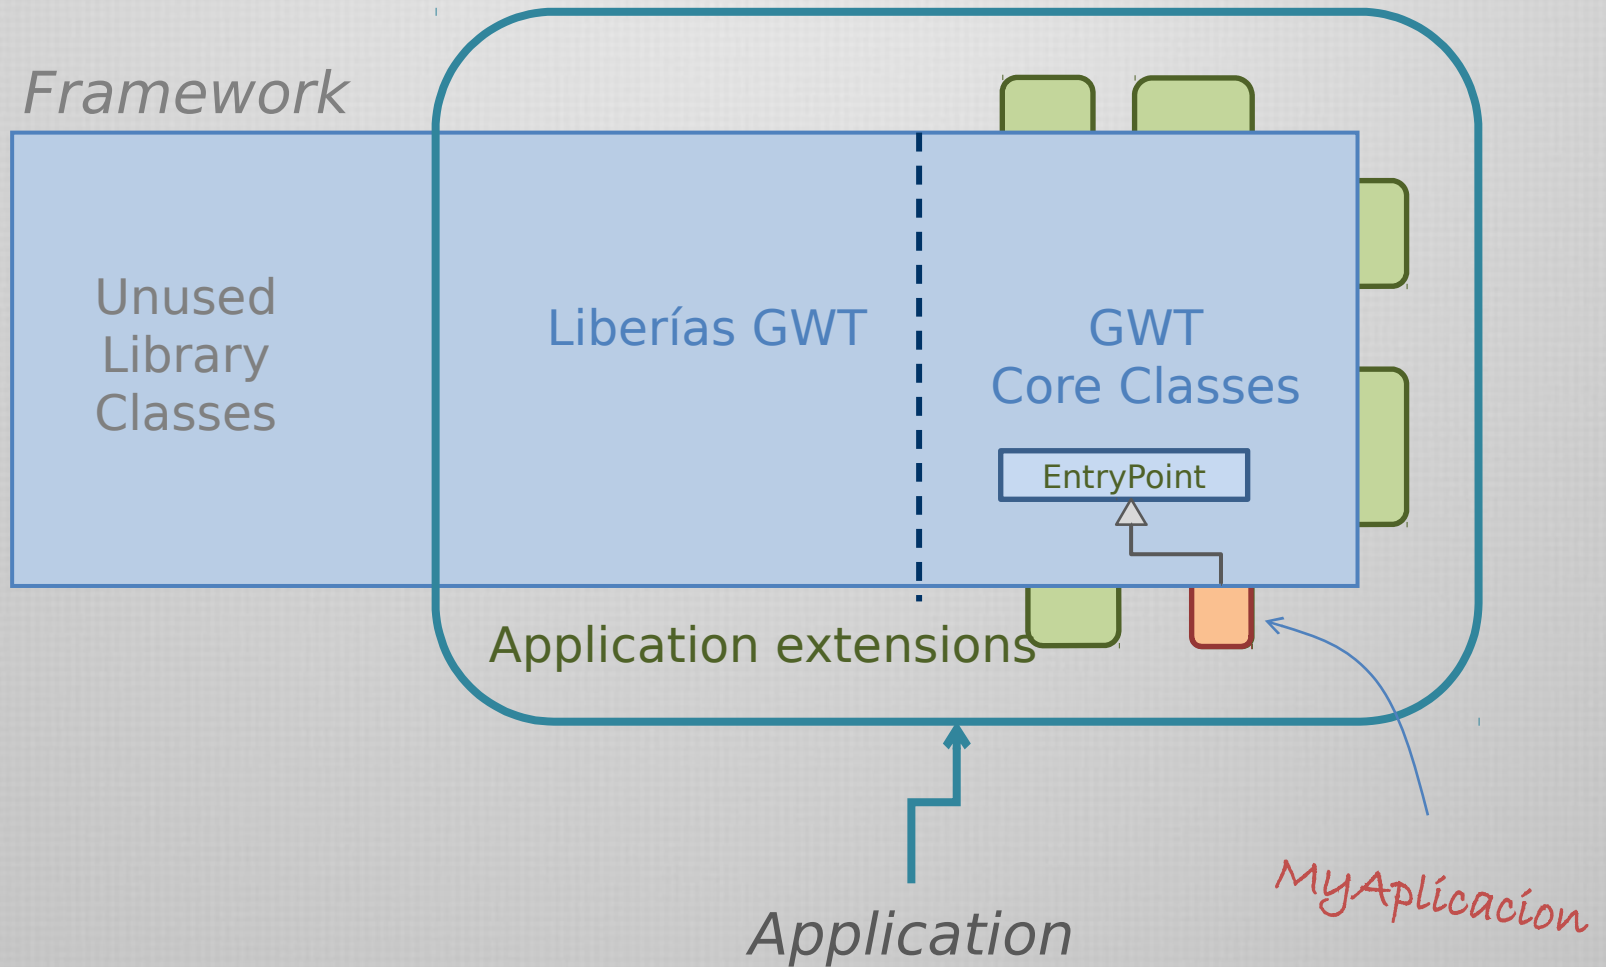 Framework
Unused
Library
Classes
Liberías GWT
GWT
Core Classes
EntryPoint
Application extensions
Application
MyAplicacion